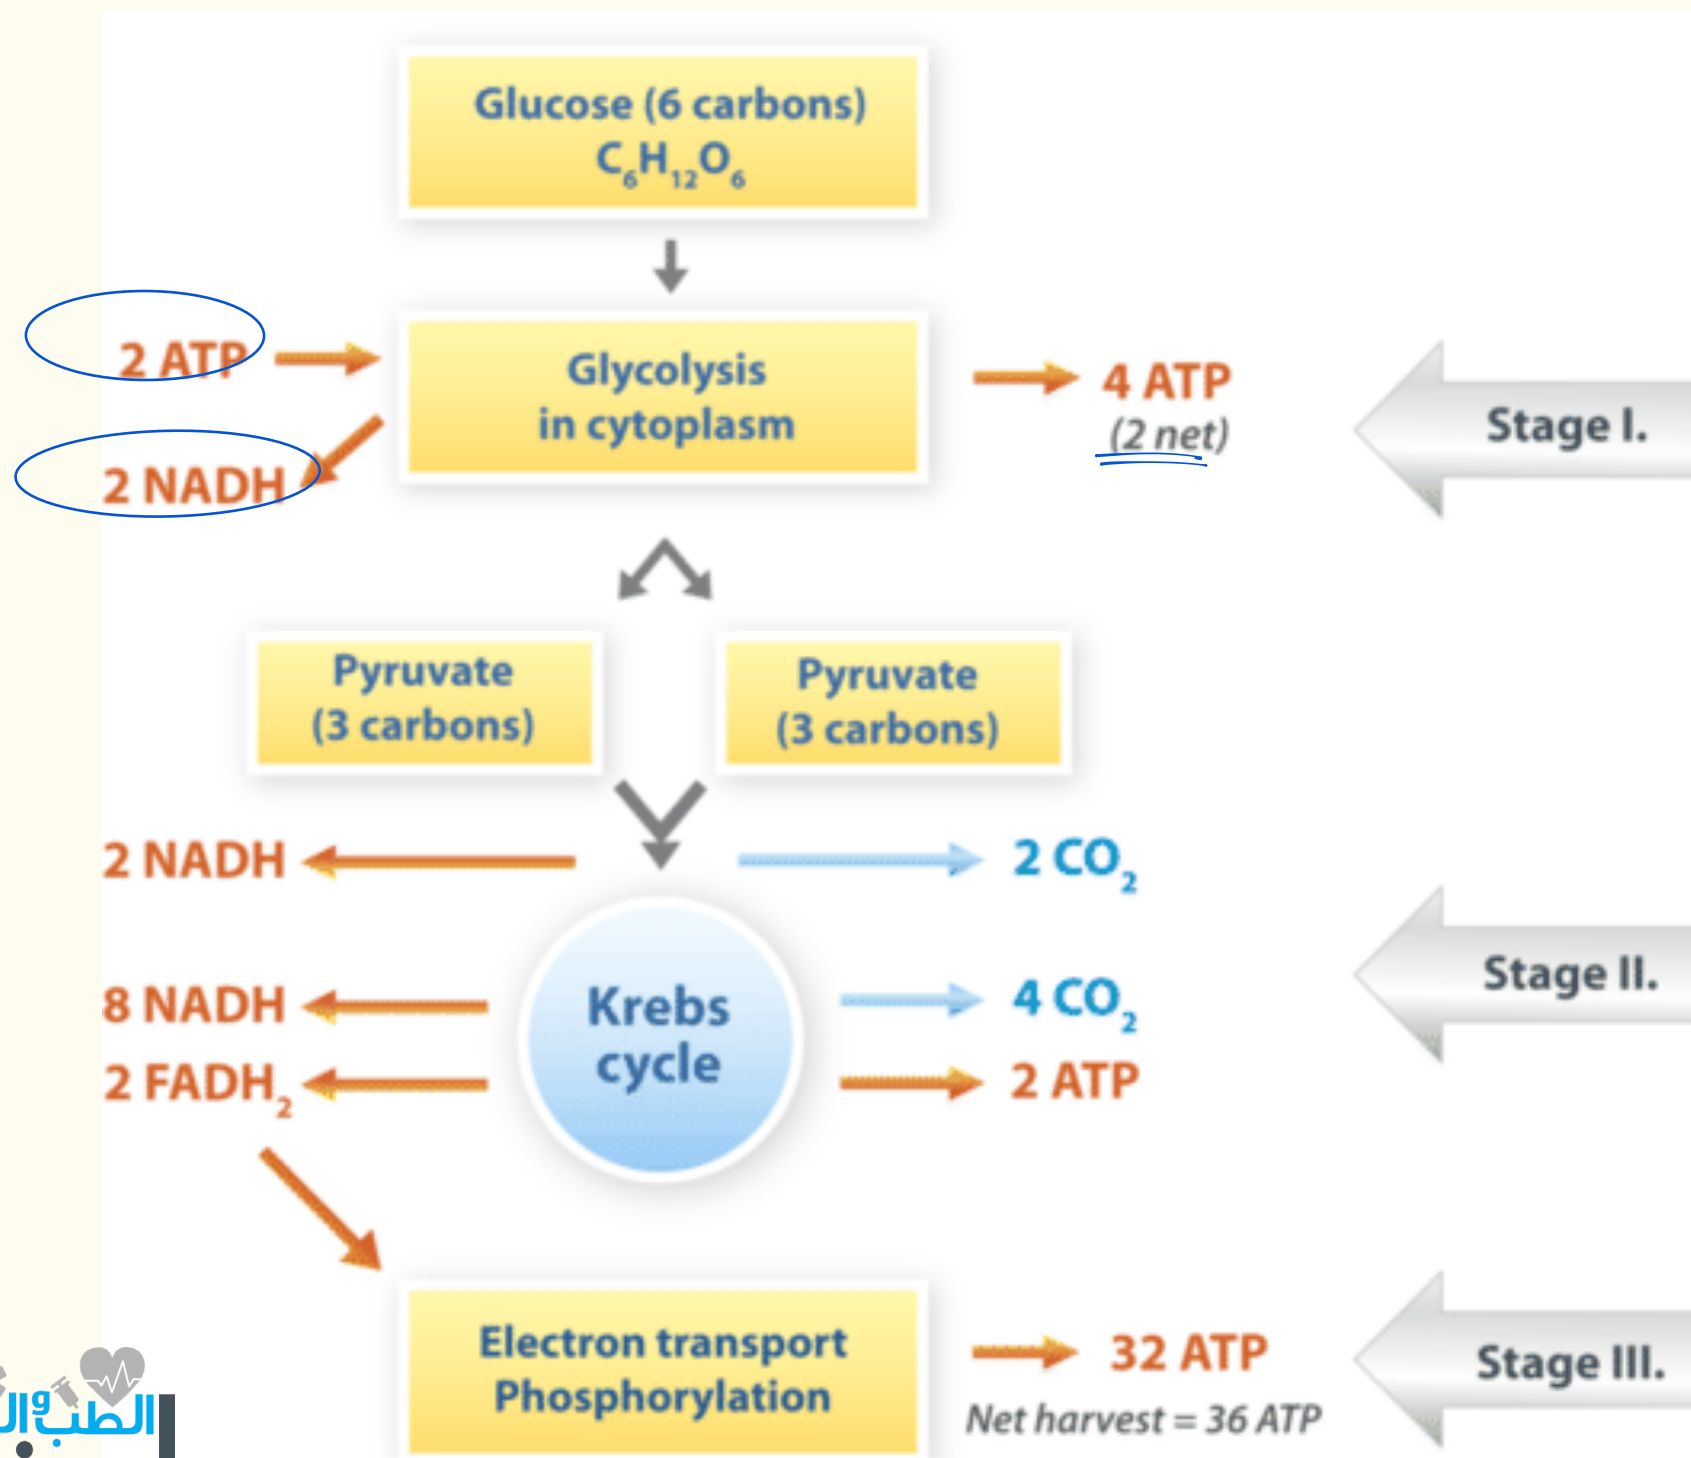 Glucose (6 carbons)
C₆H₁₂O₆
2 ATP
Glycolysis
in cytoplasm
4 ATP
(2 net)
Stage I.
2 NADH
Pyruvate
(3 carbons)
Pyruvate
(3 carbons)
2 NADH
2 CO₂
8 NADH
Krebs
cycle
4 CO₂
Stage II.
2 FADH₂
2 ATP
Electron transport
Phosphorylation
32 ATP
Net harvest = 36 ATP
Stage III.
الطب